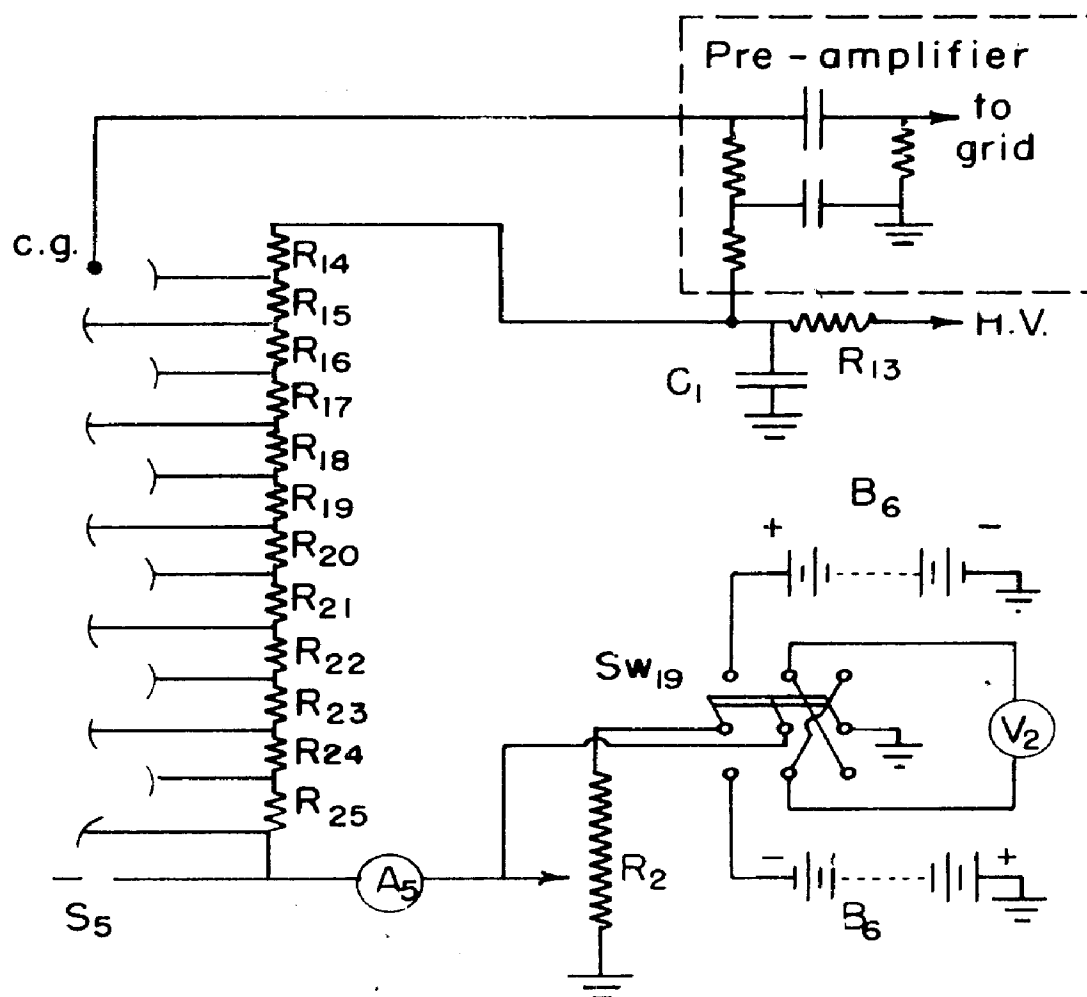 Pre-amplifier
to
grid
c.g.
R14
R15
H.V.
R16
R13
C1
R17
R18
R19
B6
+ -
R20
R21
R22
Sw19
R23
V2
R24
R25
A5
R2
- +
B6
S5